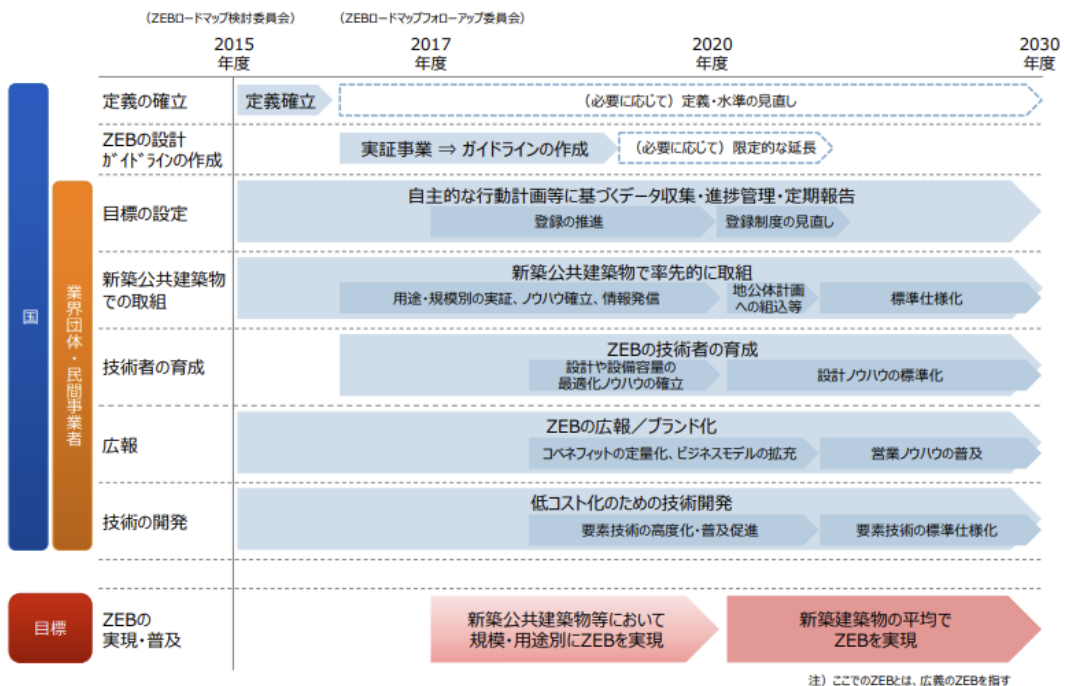 （ZEBロードマップ検討委員会）
（ZEBロードマップフォローアップ委員会）
2015
年度
2017
年度
2020
年度
2030
年度
国
業界団体・民間事業者
定義の確立
定義確立
（必要に応じて）定義・水準の見直し
ZEBの設計
ガイドラインの作成
実証事業 ⇒ ガイドラインの作成
（必要に応じて）限定的な延長
目標の設定
自主的な行動計画等に基づくデータ収集・進捗管理・定期報告
登録の推進
登録制度の見直し
新築公共建築物
での取組
新築公共建築物で率先的に取組
用途・規模別の実証、ノウハウ確立、情報発信
地公体計画
への組込等
標準仕様化
技術者の育成
ZEBの技術者の育成
設計や設備容量の
最適化ノウハウの確立
設計ノウハウの標準化
広報
ZEBの広報／ブランド化
コベネフィットの定量化、ビジネスモデルの拡充
営業ノウハウの普及
技術の開発
低コスト化のための技術開発
要素技術の高度化・普及促進
要素技術の標準仕様化
目標
ZEBの
実現・普及
新築公共建築物等において
規模・用途別にZEBを実現
新築建築物の平均で
ZEBを実現
注）ここでのZEBとは、広義のZEBを指す